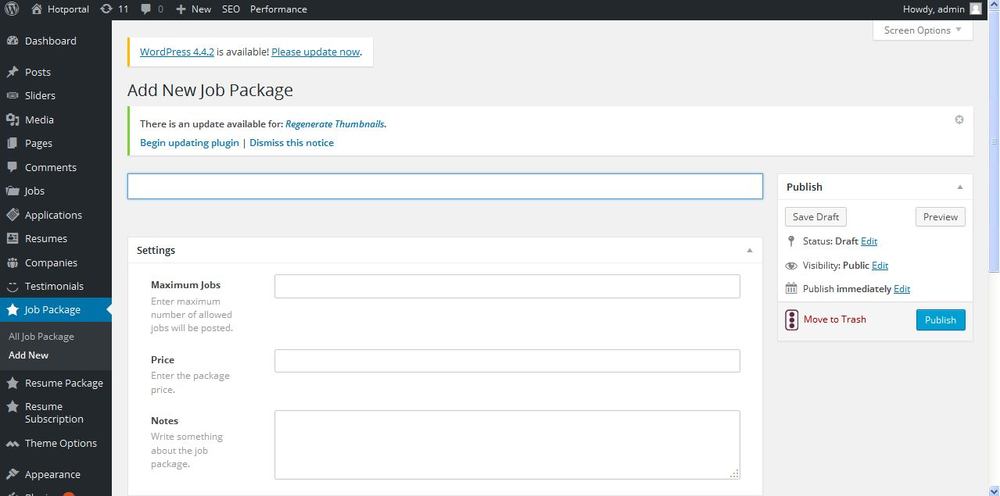 Hotportal 11 0 New SEO Performance Howdy, admin
Screen Options
Dashboard
Posts
Sliders
Media
Pages
Comments
Jobs
Applications
Resumes
Companies
Testimonials
Job Package
All Job Package
Add New
Resume Package
Resume
Subscription
Theme Options
Appearance
WordPress 4.4.2 is available! Please update now.
Add New Job Package
There is an update available for: Regenerate Thumbnails.
Begin updating plugin | Dismiss this notice
Settings
Maximum Jobs
Enter maximum
number of allowed
jobs will be posted.
Price
Enter the package
price.
Notes
Write something
about the job
package.
Publish
Save Draft Preview
Status: Draft Edit
Visibility: Public Edit
Publish immediately Edit
Move to Trash Publish